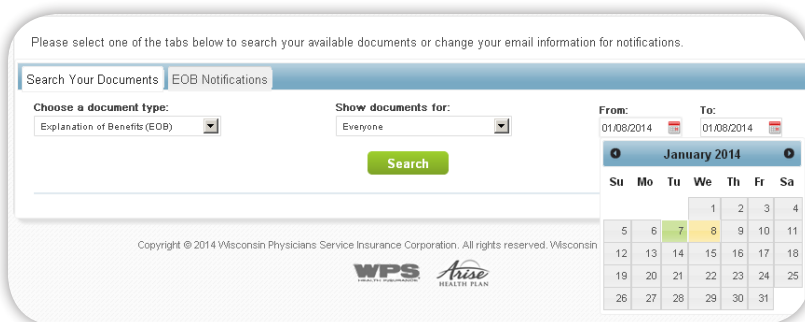 Please select one of the tabs below to search your available documents or change your email information for notifications.
Search Your Documents EOB Notifications
Choose a document type: Show documents for: From: To:
Explanation of Benefits (EOB) Everyone 01/08/2014 01/08/2014
Search
January 2014
Su Mo Tu We Th Fr Sa
1 2 3 4
5 6 7 8 9 10 11
12 13 14 15 16 17 18
19 20 21 22 23 24 25
26 27 28 29 30 31
Copyright © 2014 Wisconsin Physicians Service Insurance Corporation. All rights reserved. Wisconsin
WPS Arise
HEALTH INSURANCE HEALTH PLAN